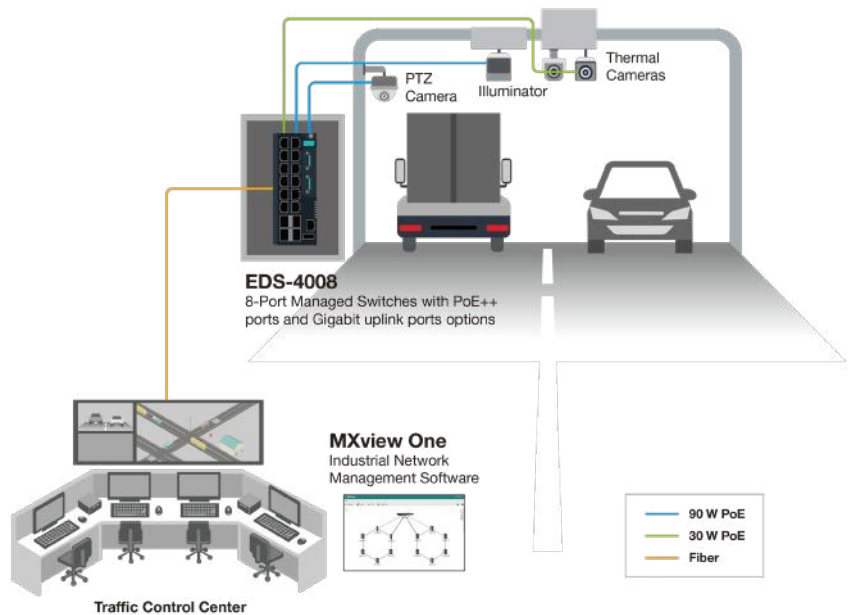 PTZ
Camera
Illuminator
Thermal
Cameras
EDS-4008
8-Port Managed Switches with PoE++
ports and Gigabit uplink ports options
MXview One
Industrial Network
Management Software
90 W PoE
30 W PoE
Fiber
Traffic Control Center